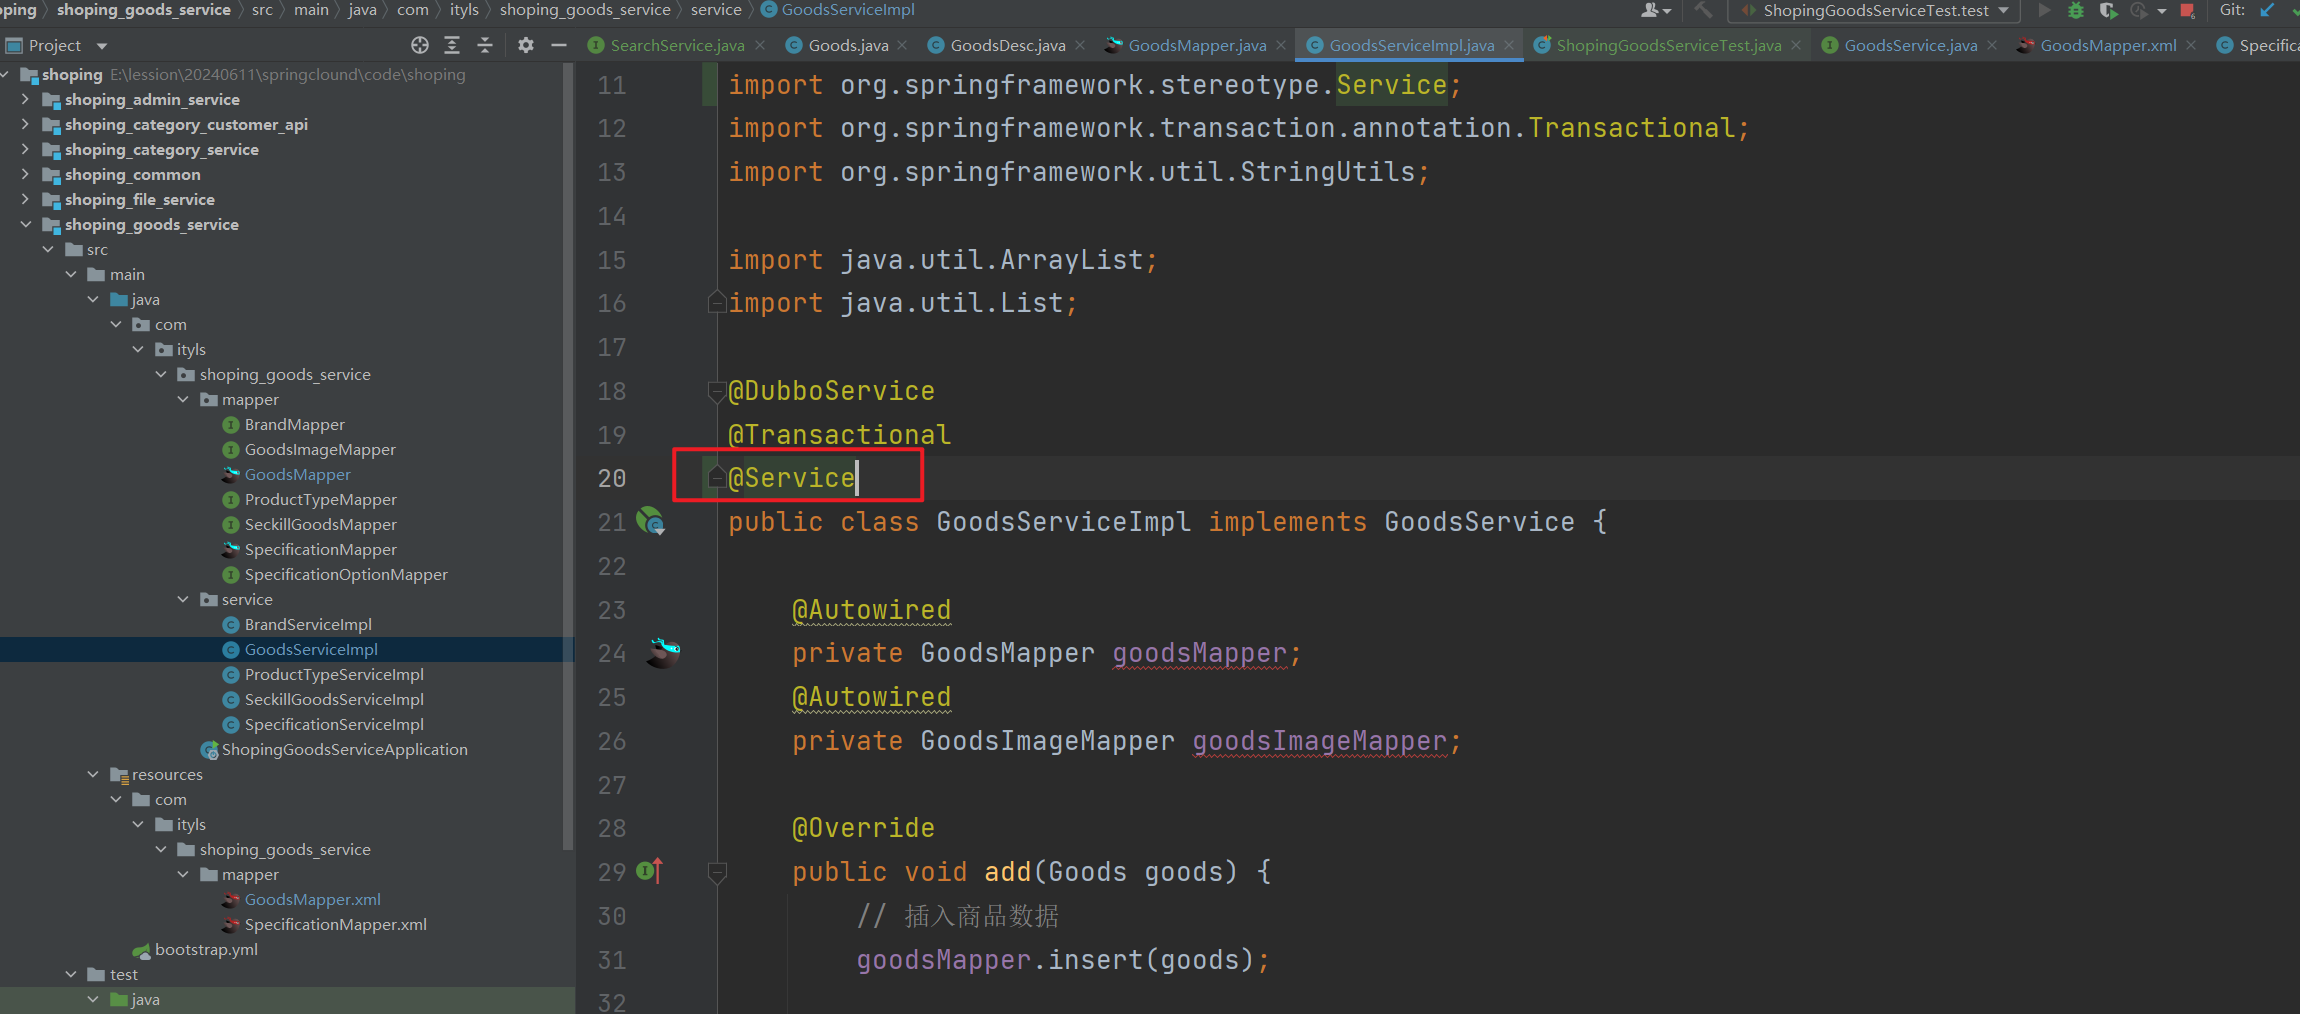 oping shoping_goods_service src main java com ityls shoping_goods_service service GoodsServiceImpl ShopingGoodsServiceTest.test Git:
Project SearchService.java Goods.java GoodsDesc.java GoodsMapper.java GoodsServiceImpl.java ShopingGoodsServiceTest.java GoodsService.java GoodsMapper.xml Specifica
shoping E:\lession\20240611\springclound\code\shoping
shoping_admin_service
shoping_category_customer_api
shoping_category_service
shoping_common
shoping_file_service
shoping_goods_service
src
main
java
com
ityls
shoping_goods_service
mapper
BrandMapper
GoodsImageMapper
GoodsMapper
ProductTypeMapper
SeckillGoodsMapper
SpecificationMapper
SpecificationOptionMapper
service
BrandServiceImpl
GoodsServiceImpl
ProductTypeServiceImpl
SeckillGoodsServiceImpl
SpecificationServiceImpl
ShopingGoodsServiceApplication
resources
com
ityls
shoping_goods_service
mapper
GoodsMapper.xml
SpecificationMapper.xml
bootstrap.yml
test
java
11 import org.springframework.stereotype.Service;
12 import org.springframework.transaction.annotation.Transactional;
13 import org.springframework.util.StringUtils;
14
15 import java.util.ArrayList;
16 import java.util.List;
17
18 @DubboService
19 @Transactional
20 @Service
21 public class GoodsServiceImpl implements GoodsService {
22
23 @Autowired
24 private GoodsMapper goodsMapper;
25 @Autowired
26 private GoodsImageMapper goodsImageMapper;
27
28 @Override
29 public void add(Goods goods) {
30 // 插入商品数据
31 goodsMapper.insert(goods);
32